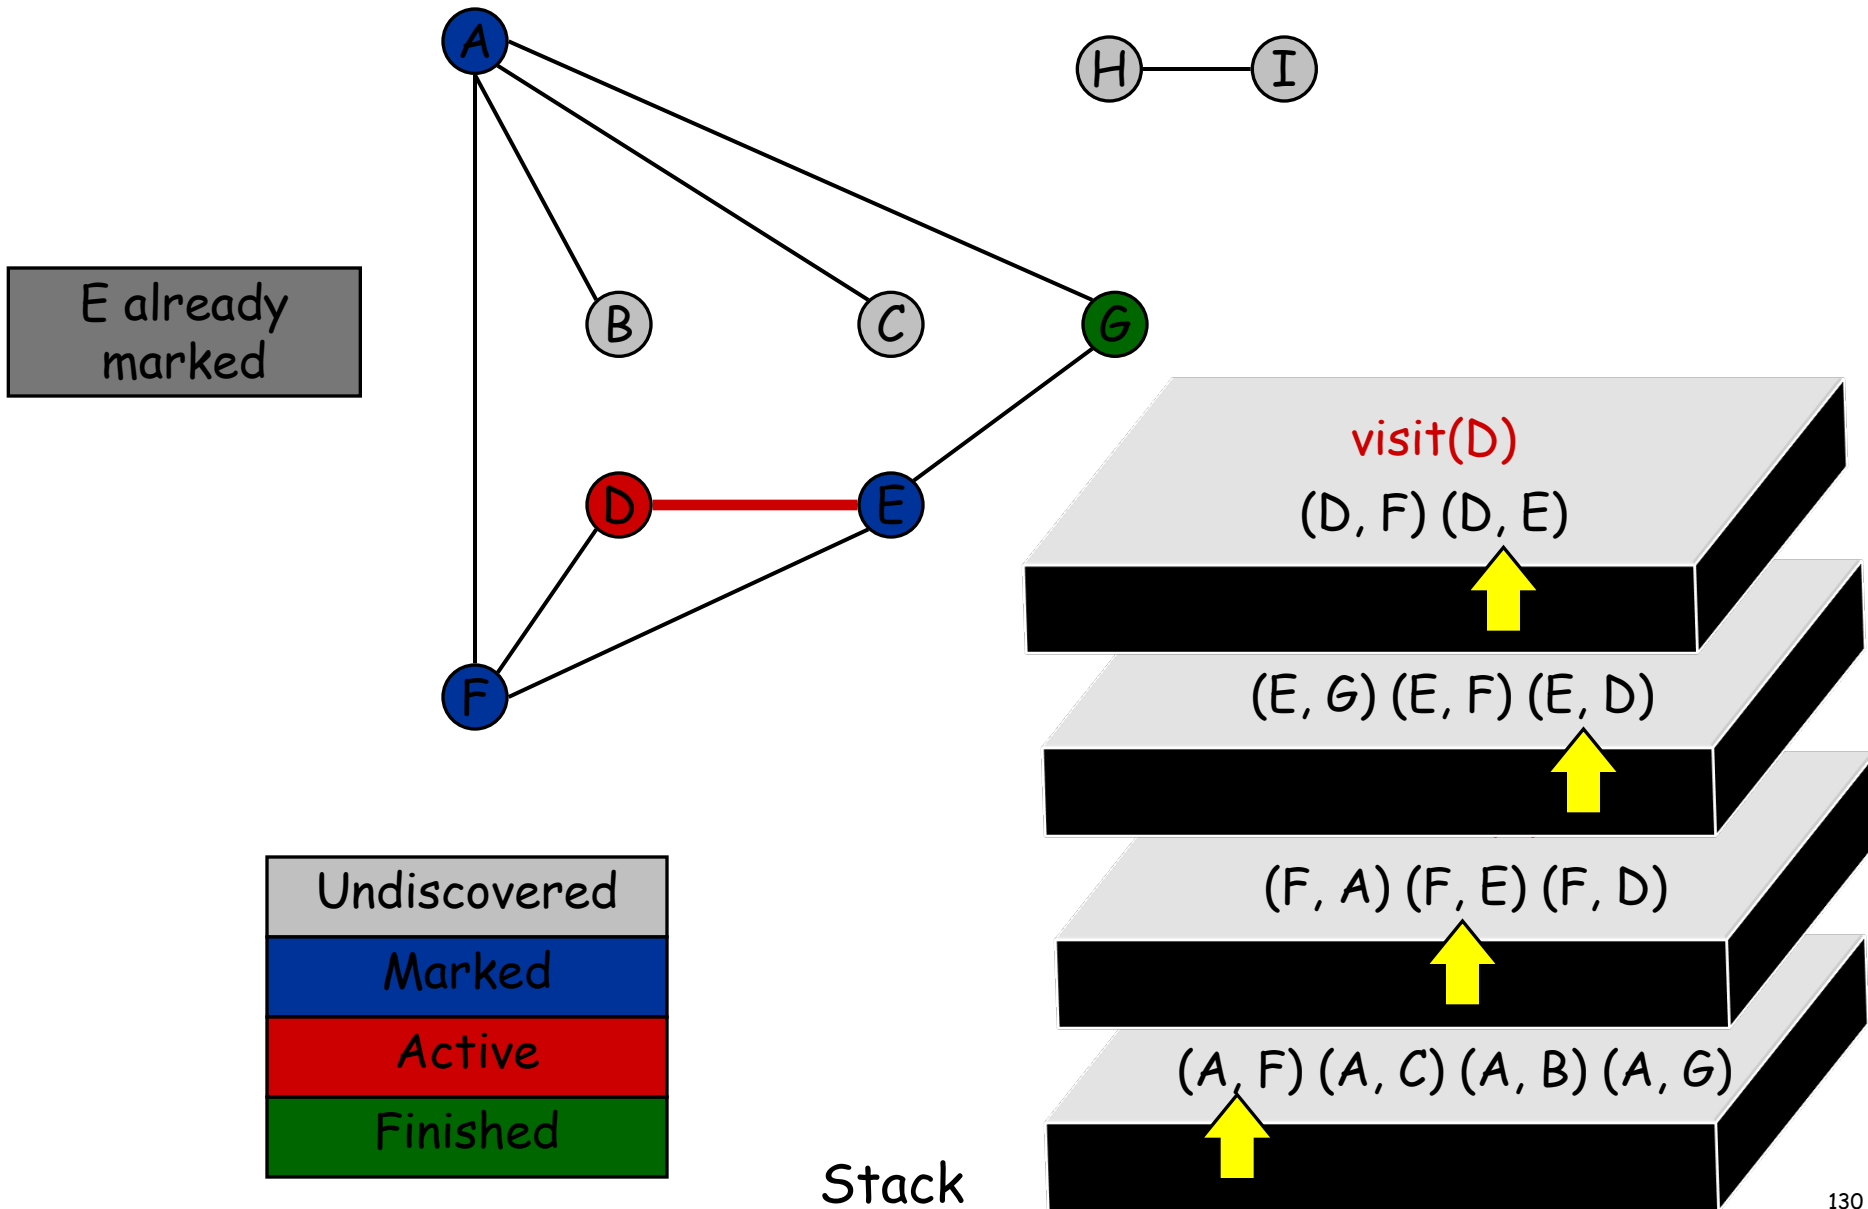 A
H
I
E already
marked
B
C
G
visit(D)
D
E
(D, F) (D, E)
F
(E, G) (E, F) (E, D)
Undiscovered
(F, A) (F, E) (F, D)
Marked
Active
(A, F) (A, C) (A, B) (A, G)
Finished
Stack
130